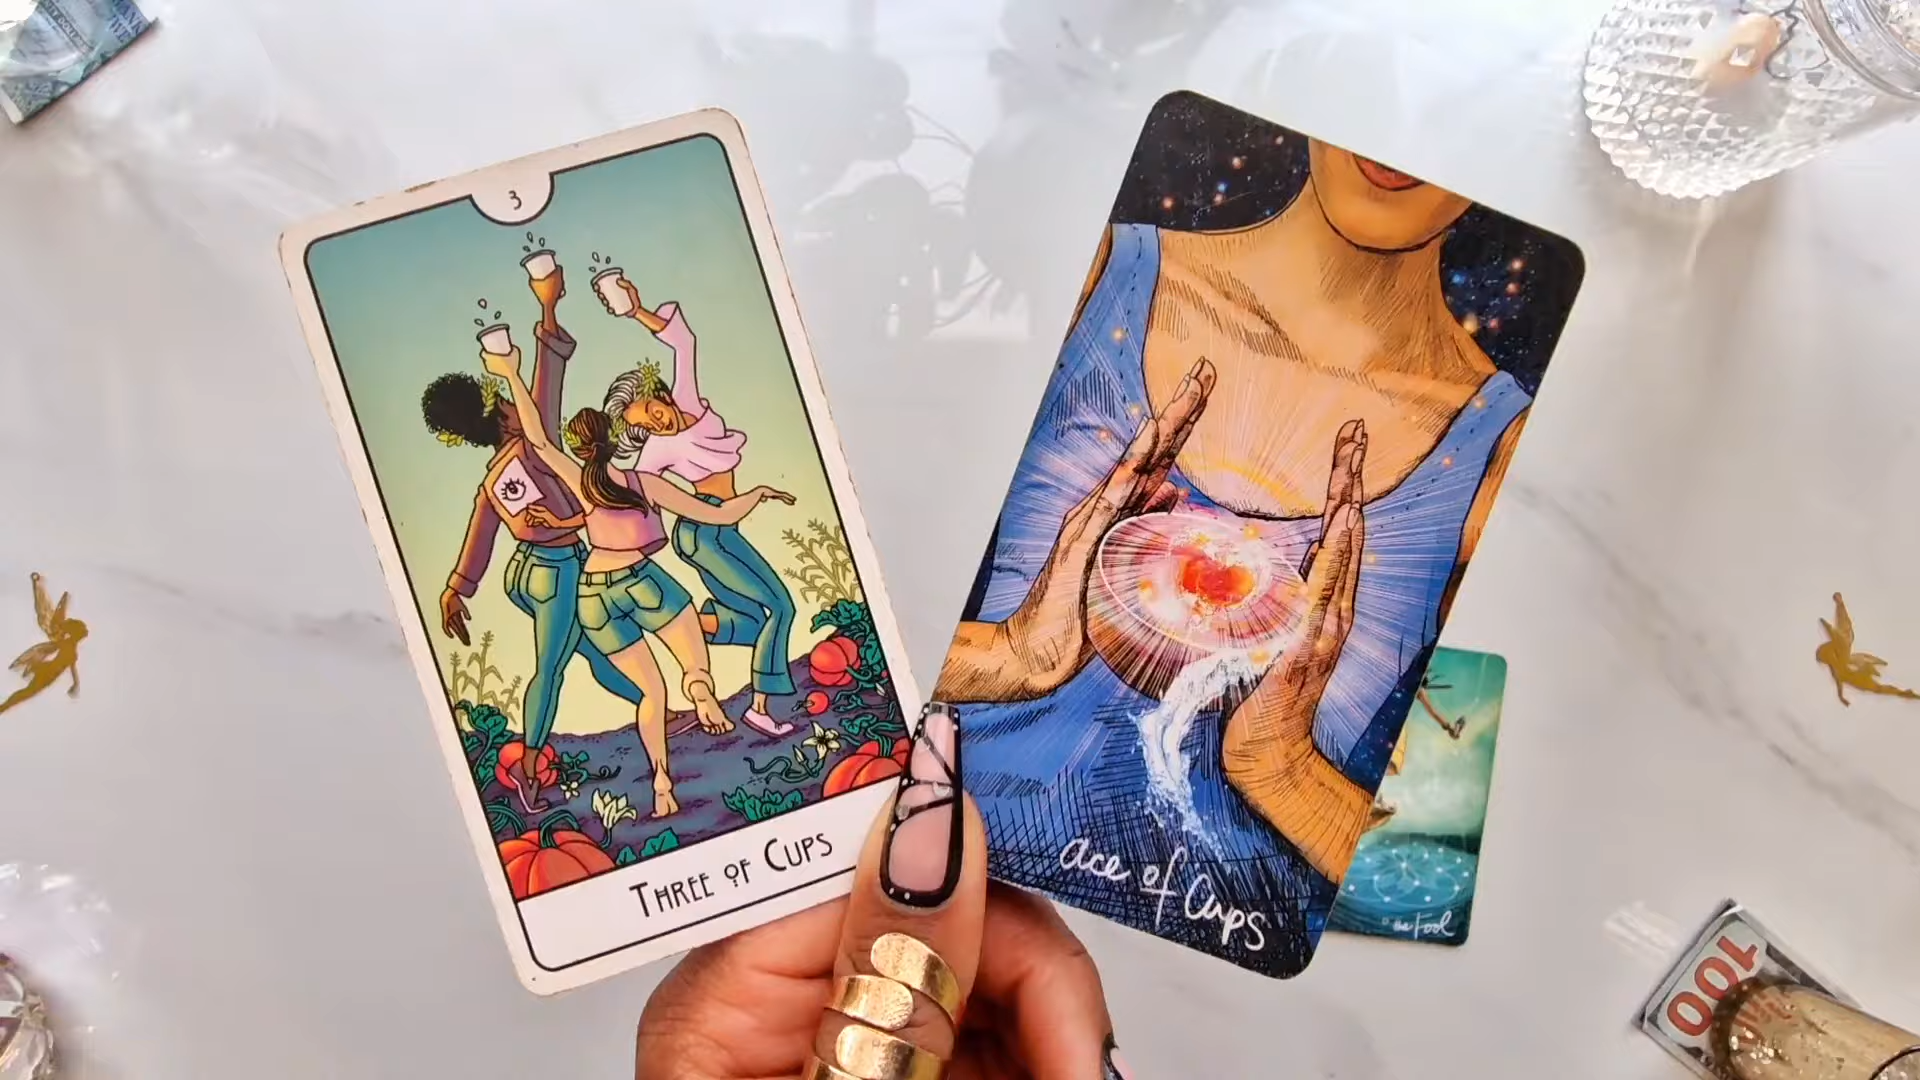 3
THREE OF CUPS
ace of Cups
the Fool
100